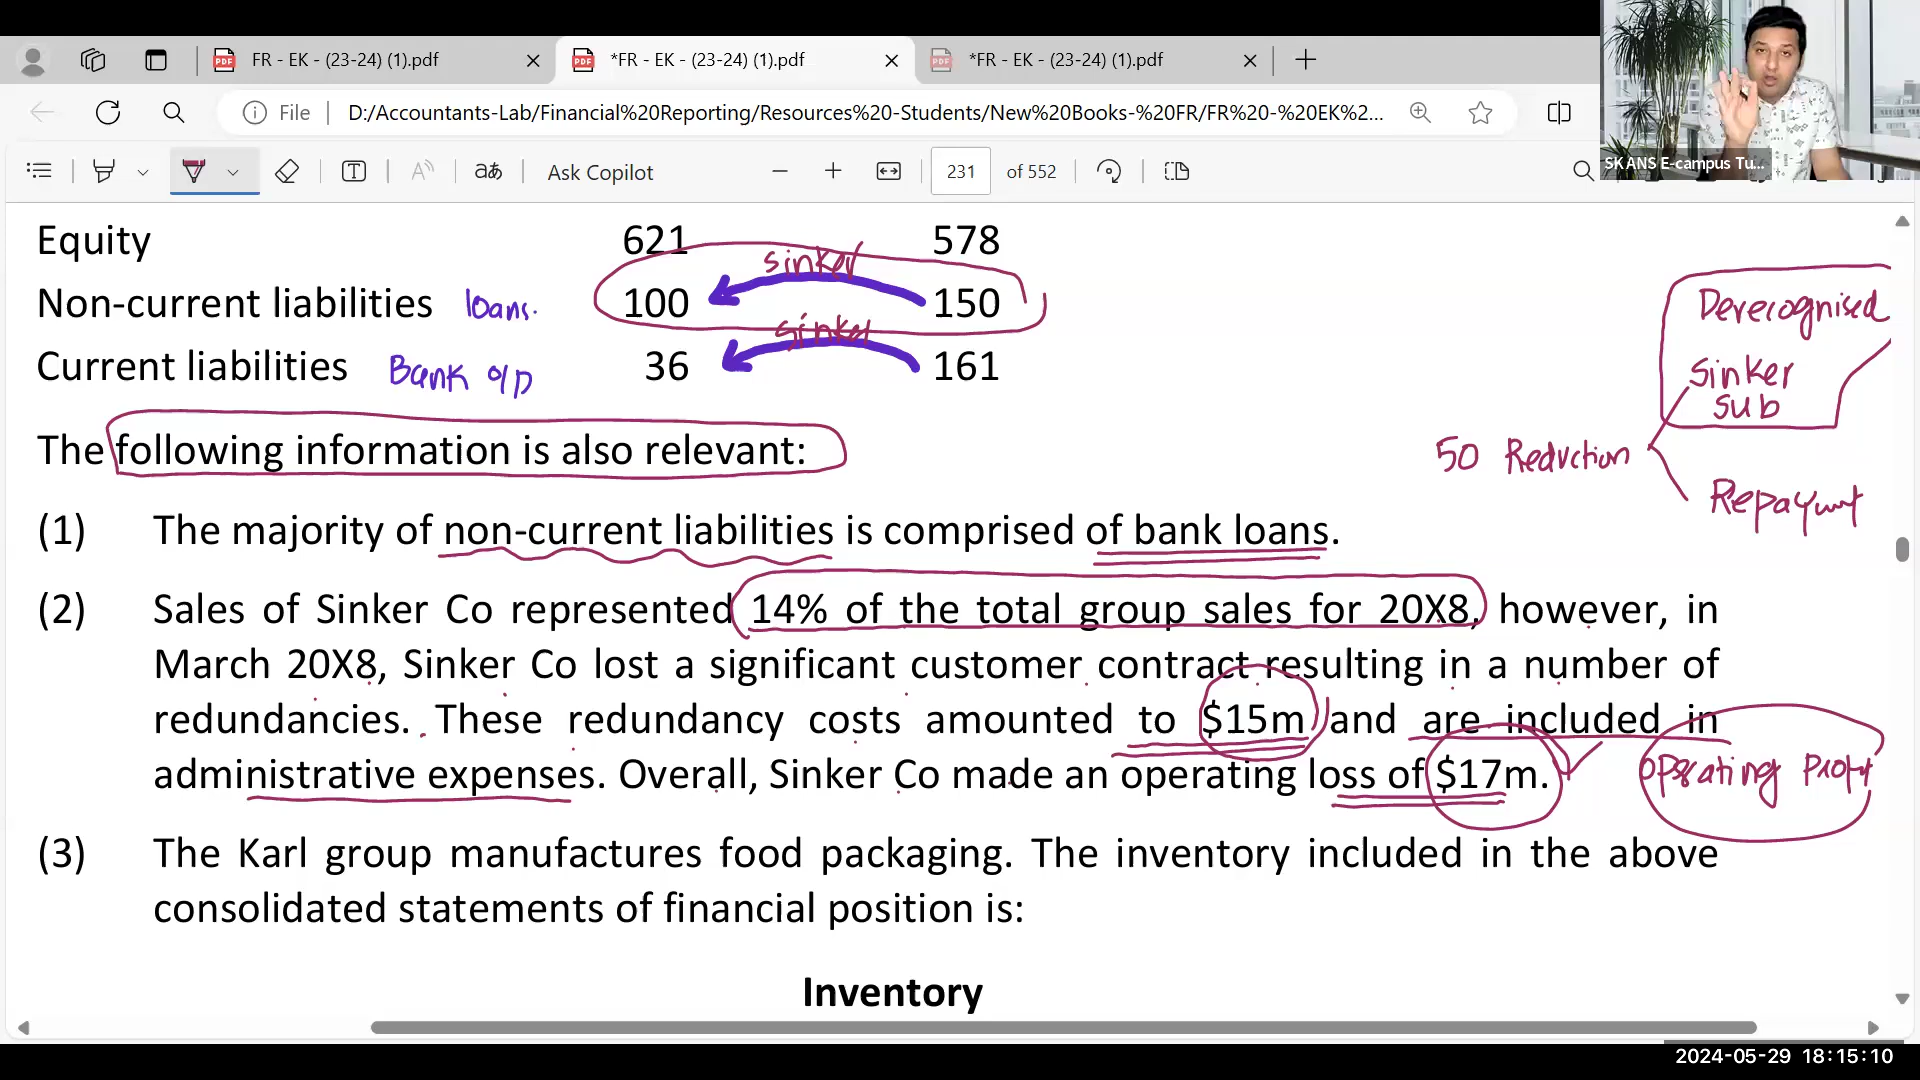 FR - EK - (23-24) (1).pdf
*FR - EK - (23-24) (1).pdf
*FR - EK - (23-24) (1).pdf
File
D:/Accountants-Lab/Financial%20Reporting/Resources%20-Students/New%20Books-%20FR/FR%20-%20EK%2...
SKANS E-campus Tu...
Ask Copilot
231 of 552
Equity 621 578
sinker
Non-current liabilities loans. 100 150
sinker
Current liabilities Bank O/D 36 161
Derecognised
Sinker
sub
50 Reduction
Repayment
The following information is also relevant:
(1) The majority of non-current liabilities is comprised of bank loans.
(2) Sales of Sinker Co represented 14% of the total group sales for 20X8, however, in
March 20X8, Sinker Co lost a significant customer contract resulting in a number of
redundancies. These redundancy costs amounted to $15m and are included in
administrative expenses. Overall, Sinker Co made an operating loss of $17m.
Operating Profit
(3) The Karl group manufactures food packaging. The inventory included in the above
consolidated statements of financial position is:
Inventory
2024-05-29 18:15:10